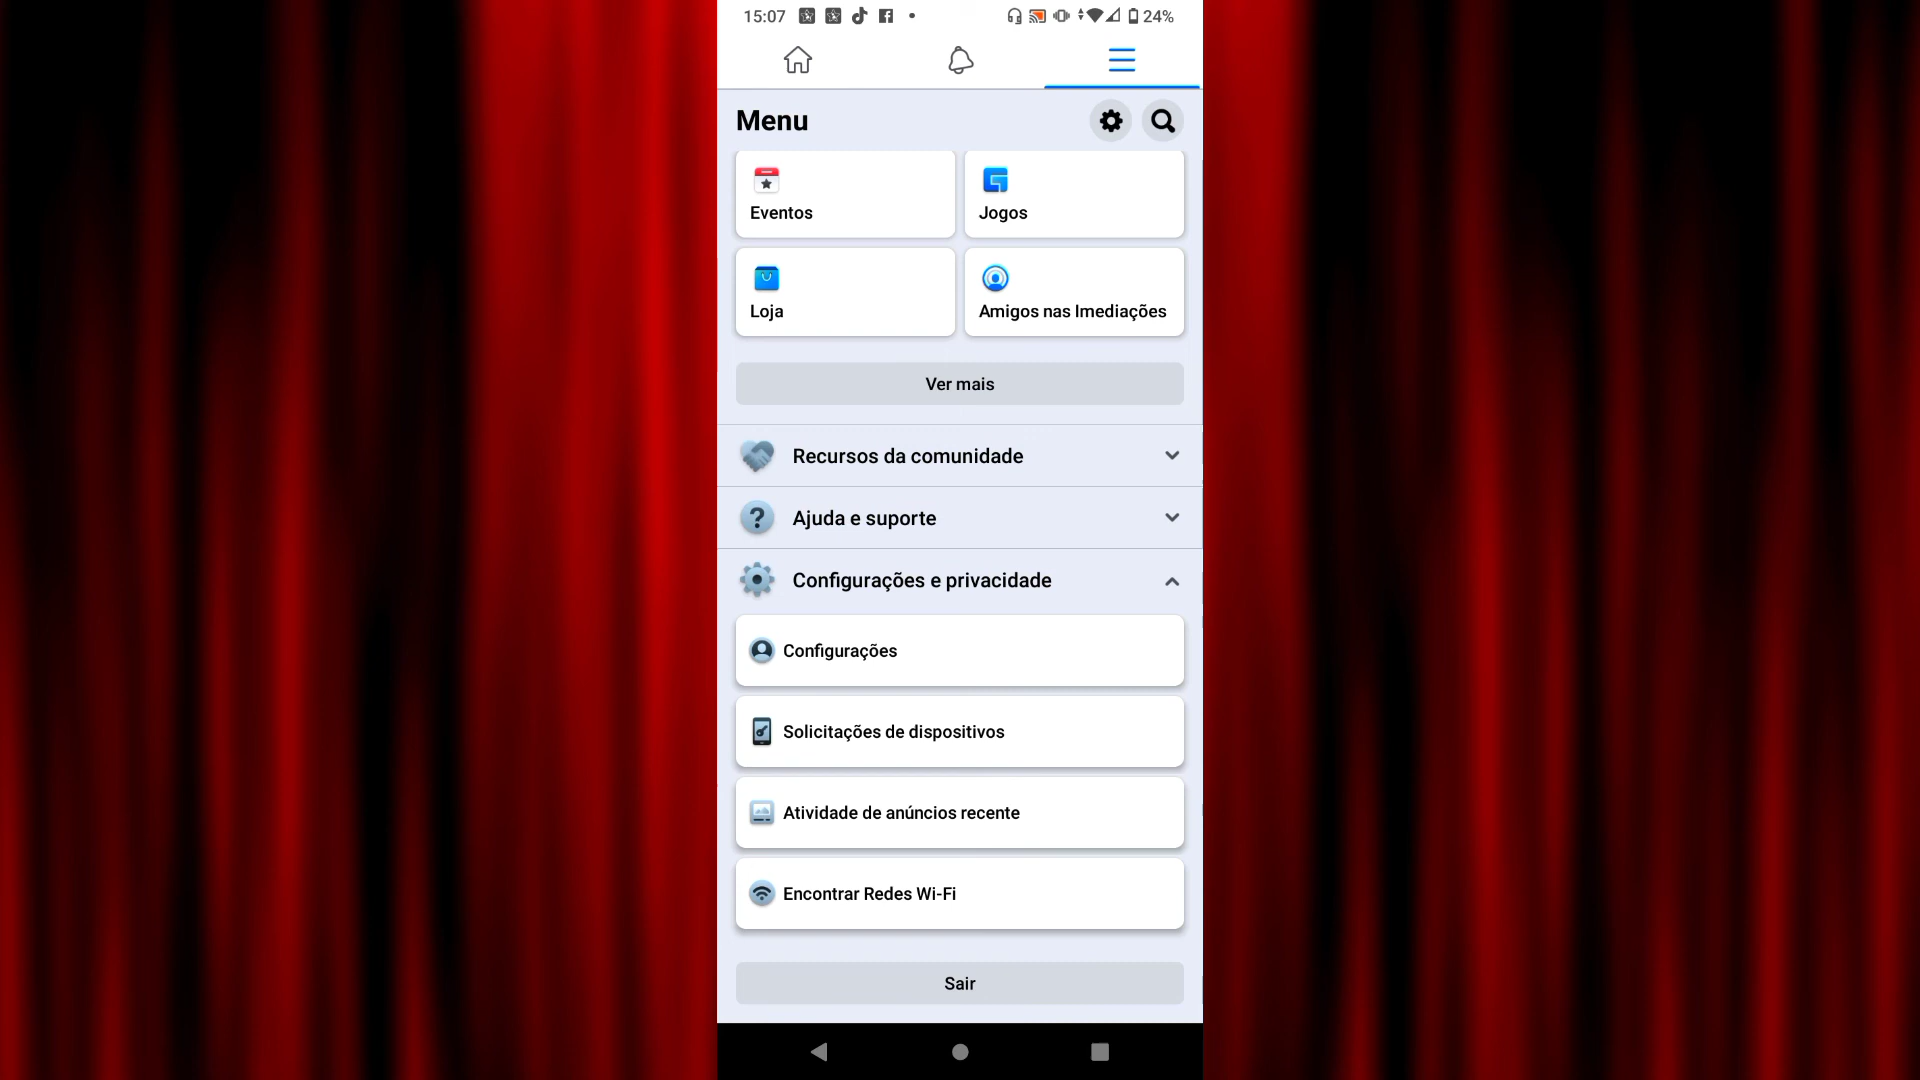 15:07
24%
Menu
Eventos
Jogos
Loja
Amigos nas Imediações
Ver mais
Recursos da comunidade
Ajuda e suporte
Configurações e privacidade
Configurações
Solicitações de dispositivos
Atividade de anúncios recente
Encontrar Redes Wi-Fi
Sair